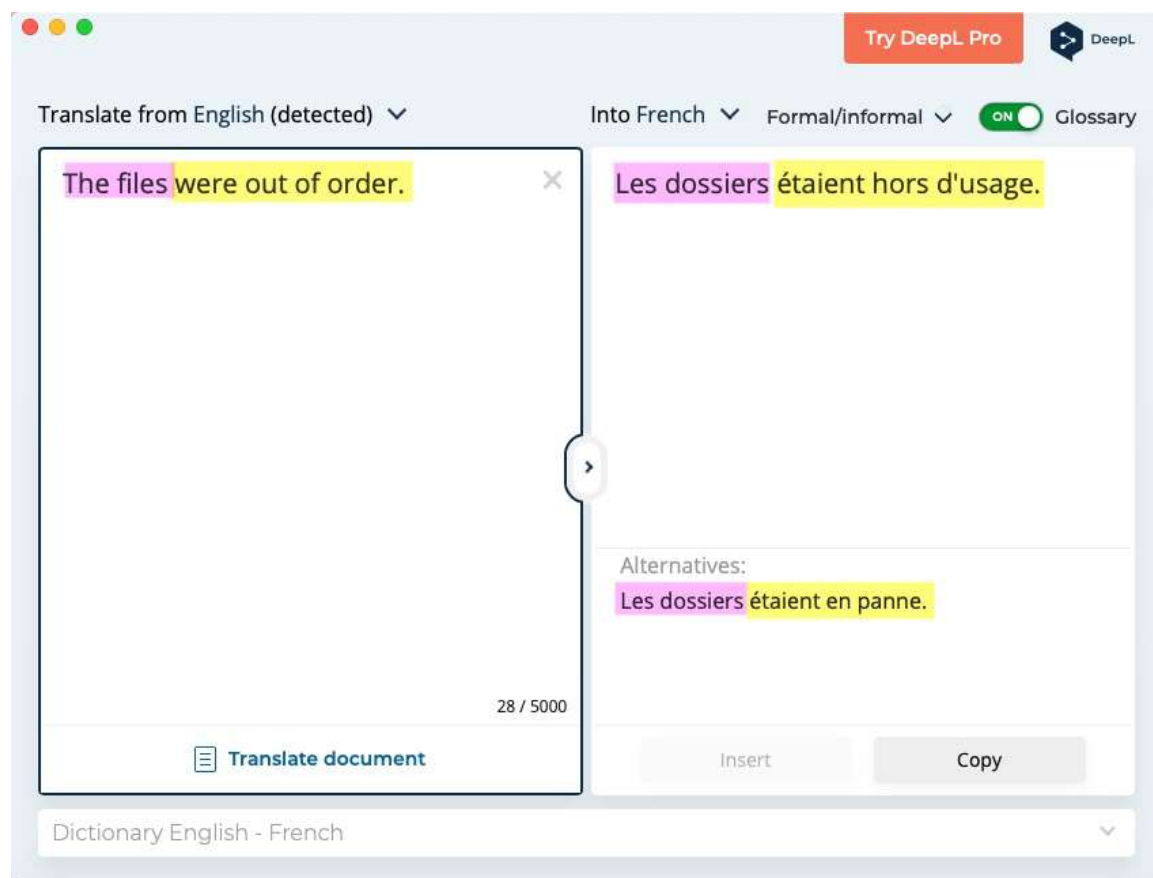 Try DeepL Pro
DeepL
Translate from English (detected)
Into French
Formal/informal
ON
Glossary
The files were out of order.
Les dossiers étaient hors d'usage.
Alternatives:
Les dossiers étaient en panne.
28 / 5000
Translate document
Insert
Copy
Dictionary English - French